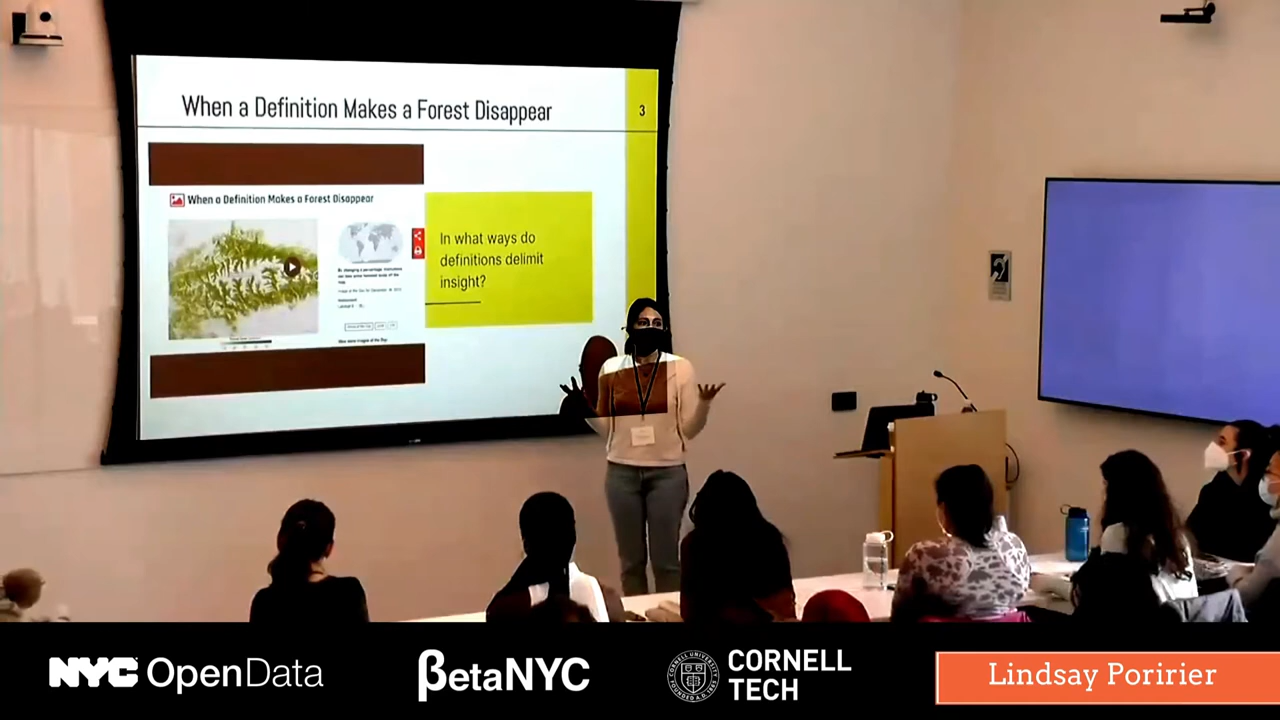 When a Definition Makes a Forest Disappear
3
When a Definition Makes a Forest Disappear
In what ways do
definitions delimit
insight?
NYC OpenData
βetaNYC
CORNELL
TECH
Lindsay Poririer